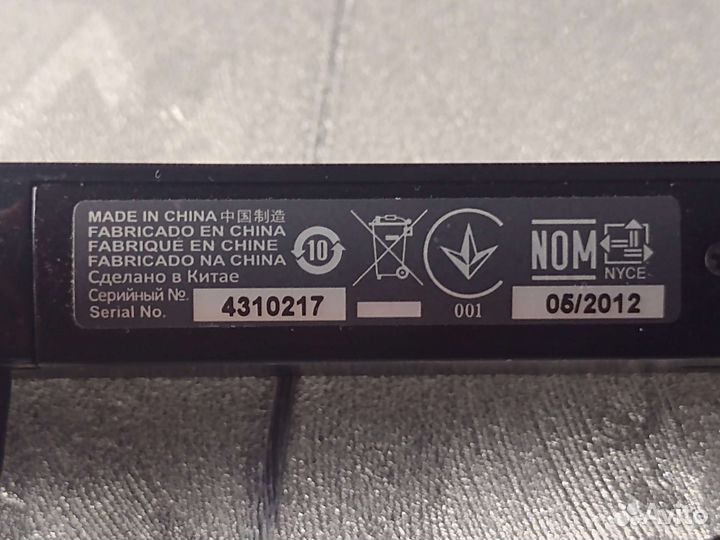 MADE IN CHINA 中国制造
FABRICADO EN CHINA
FABRIQUÉ EN CHINE
FABRICADO NA CHINA
Сделано в Китае
Серийный №.
Serial No.
4310217
10
001
NOM
NYCE
05/2012
Avito